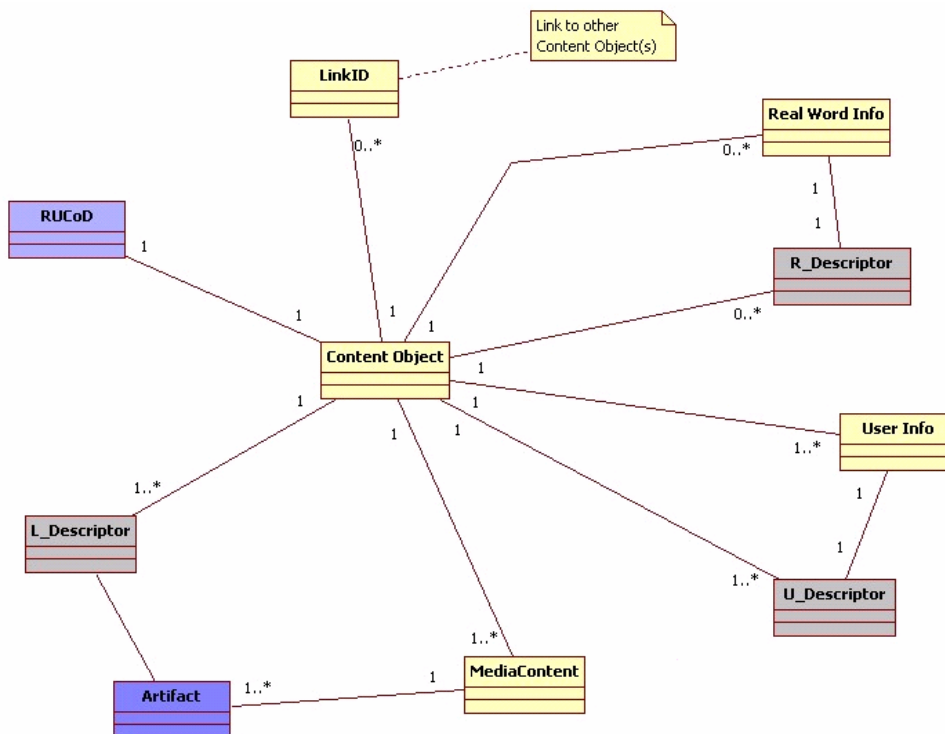 Link to other
Content Object(s)
LinkID
0..*
Real Word Info
0..*
1
1
RUCoD
1
R_Descriptor
0..*
1
1
1
Content Object
1
1
1
1
1
User Info
1..*
1
1..*
L_Descriptor
1
1..*
U_Descriptor
1..*
MediaContent
1
Artifact
1..*